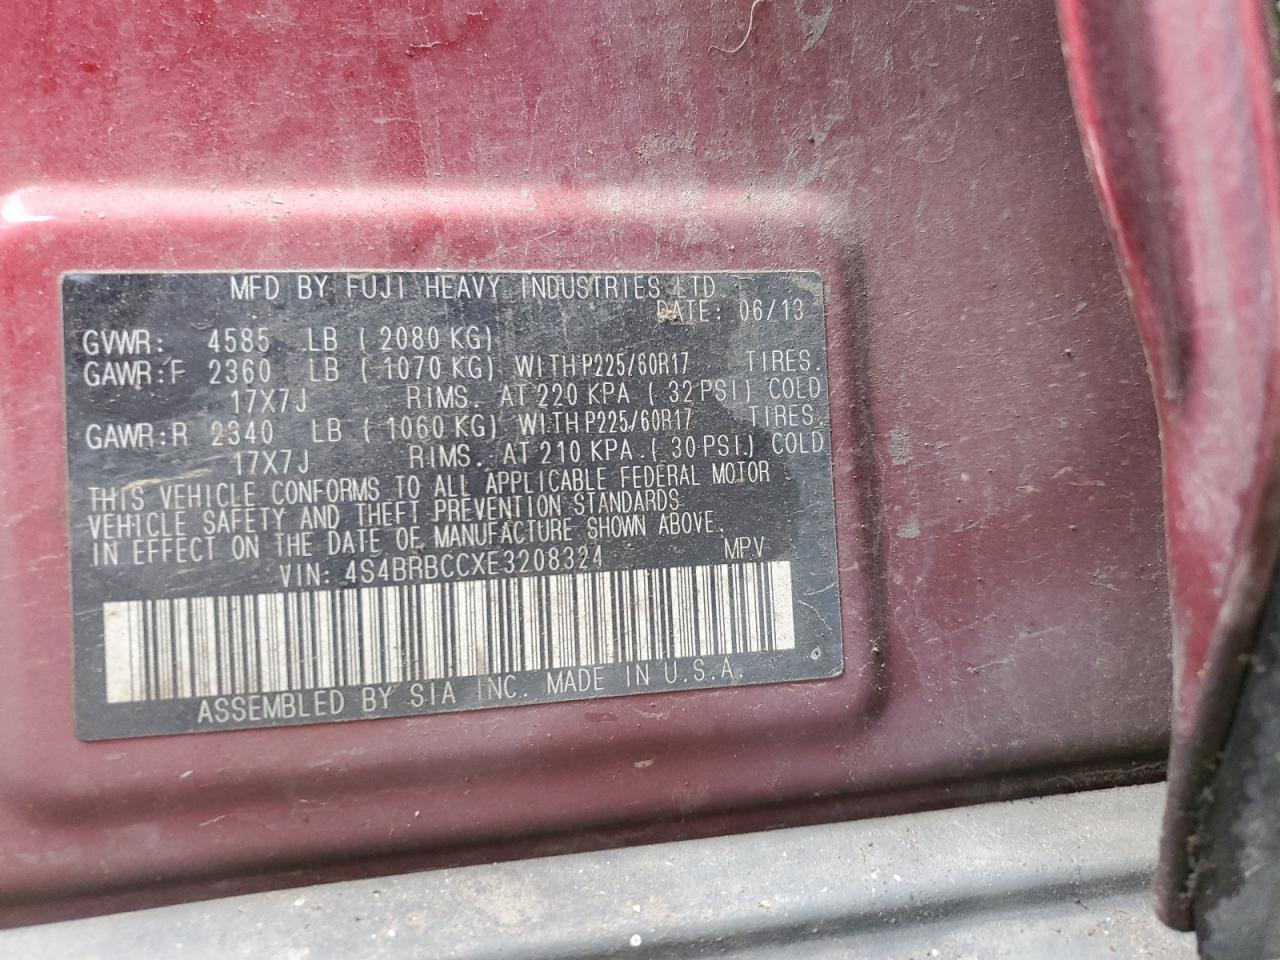 MFD BY FUJI HEAVY INDUSTRIES LTD
DATE: 06/13
GVWR: 4585 LB (2080 KG)
GAWR:F 2360 LB (1070 KG) WITH P225/60R17 TIRES.
17X7J RIMS. AT 220 KPA (32 PSI) COLD
GAWR:R 2340 LB (1060 KG) WITH P225/60R17 TIRES.
17X7J RIMS. AT 210 KPA.(30 PSI.) COLD
THIS VEHICLE CONFORMS TO ALL APPLICABLE FEDERAL MOTOR
VEHICLE SAFETY AND THEFT PREVENTION STANDARDS
IN EFFECT ON THE DATE OF MANUFACTURE SHOWN ABOVE.
VIN: 4S4BRBCCXE3208324 MPV
ASSEMBLED BY SIA INC. MADE IN U.S.A.